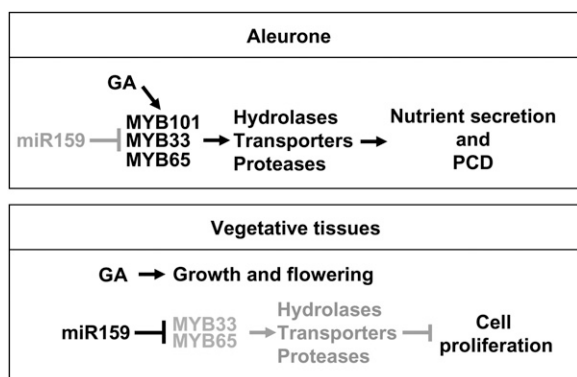 Aleurone
GA
miR159
MYB101
MYB33
MYB65
Hydrolases
Transporters
Proteases
Nutrient secretion
and
PCD
Vegetative tissues
GA
Growth and flowering
miR159
MYB33
MYB65
Hydrolases
Transporters
Proteases
Cell
proliferation